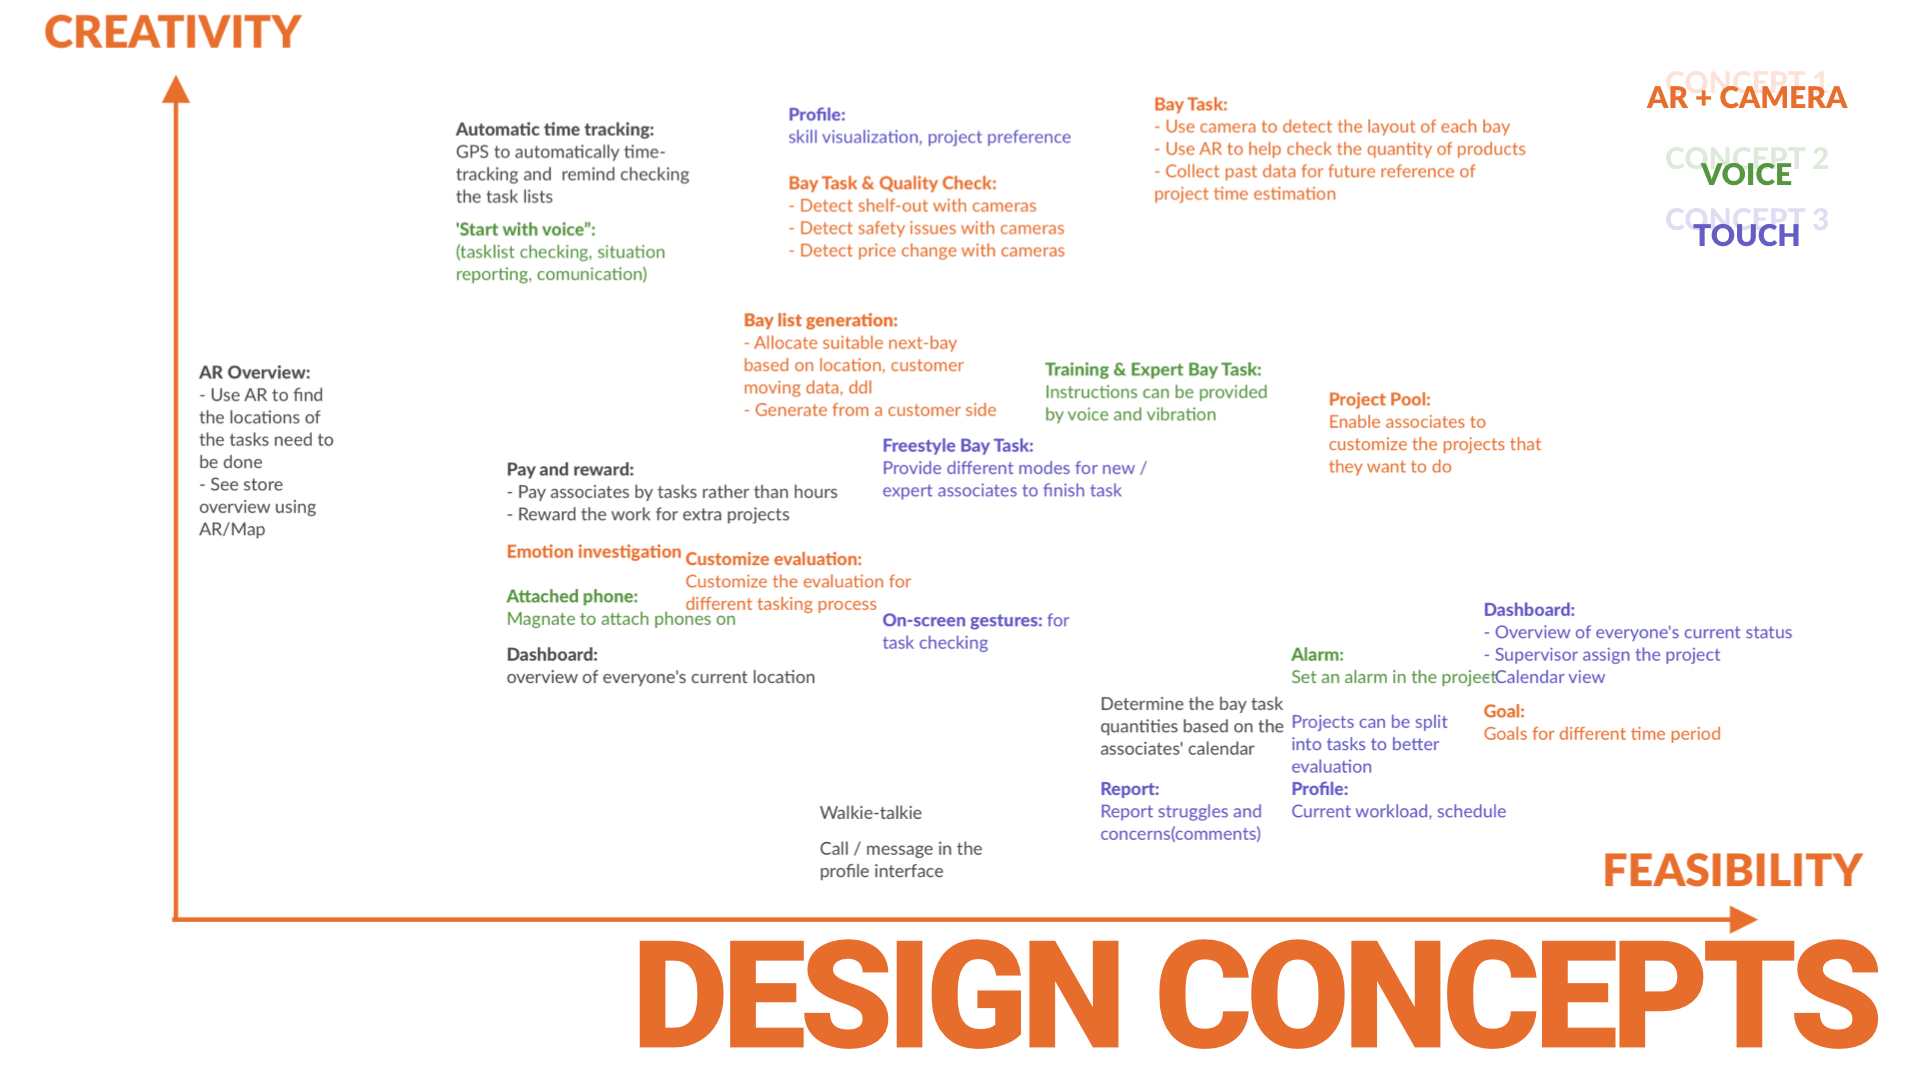 CREATIVITY
CONCEPT 1
AR + CAMERA
CONCEPT 2
VOICE
CONCEPT 3
TOUCH
Automatic time tracking:
GPS to automatically time-
tracking and  remind checking
the task lists
'Start with voice”:
(tasklist checking, situation
reporting, comunication)
Profile:
skill visualization, project preference
Bay Task & Quality Check:
- Detect shelf-out with cameras
- Detect safety issues with cameras
- Detect price change with cameras
Bay Task:
- Use camera to detect the layout of each bay
- Use AR to help check the quantity of products
- Collect past data for future reference of
project time estimation
AR Overview:
- Use AR to find
the locations of
the tasks need to
be done
- See store
overview using
AR/Map
Bay list generation:
- Allocate suitable next-bay
based on location, customer
moving data, ddl
- Generate from a customer side
Training & Expert Bay Task:
Instructions can be provided
by voice and vibration
Project Pool:
Enable associates to
customize the projects that
they want to do
Freestyle Bay Task:
Provide different modes for new /
expert associates to finish task
Pay and reward:
- Pay associates by tasks rather than hours
- Reward the work for extra projects
Emotion investigation
Customize evaluation:
Customize the evaluation for
different tasking process
Attached phone:
Magnate to attach phones on
On-screen gestures: for
task checking
Dashboard:
overview of everyone's current location
Dashboard:
- Overview of everyone's current status
- Supervisor assign the project
- Calendar view
Alarm:
Set an alarm in the project
Goal:
Goals for different time period
Determine the bay task
quantities based on the
associates' calendar
Projects can be split
into tasks to better
evaluation
Report:
Report struggles and
concerns(comments)
Profile:
Current workload, schedule
Walkie-talkie
Call / message in the
profile interface
FEASIBILITY
DESIGN CONCEPTS